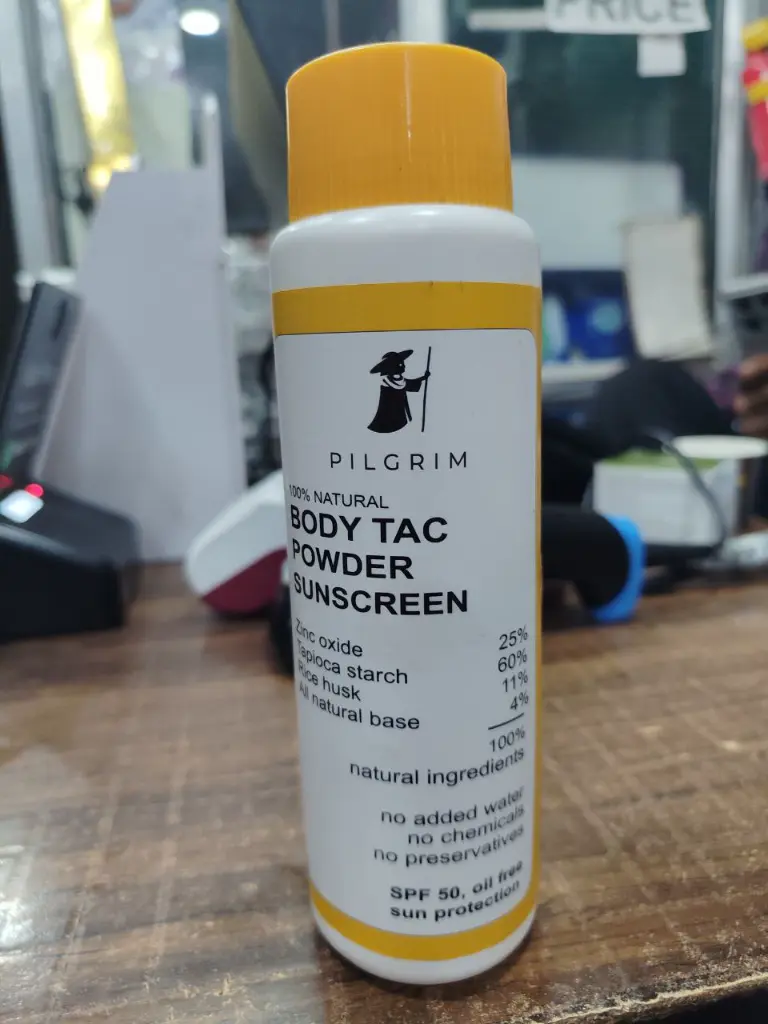 PRICE
PILGRIM
100% NATURAL
BODY TAC
POWDER
SUNSCREEN
Zinc oxide 25%
Tapioca starch 60%
Rice husk 11%
All natural base 4%
100%
natural ingredients
no added water
no chemicals
no preservatives
SPF 50, oil free
sun protection